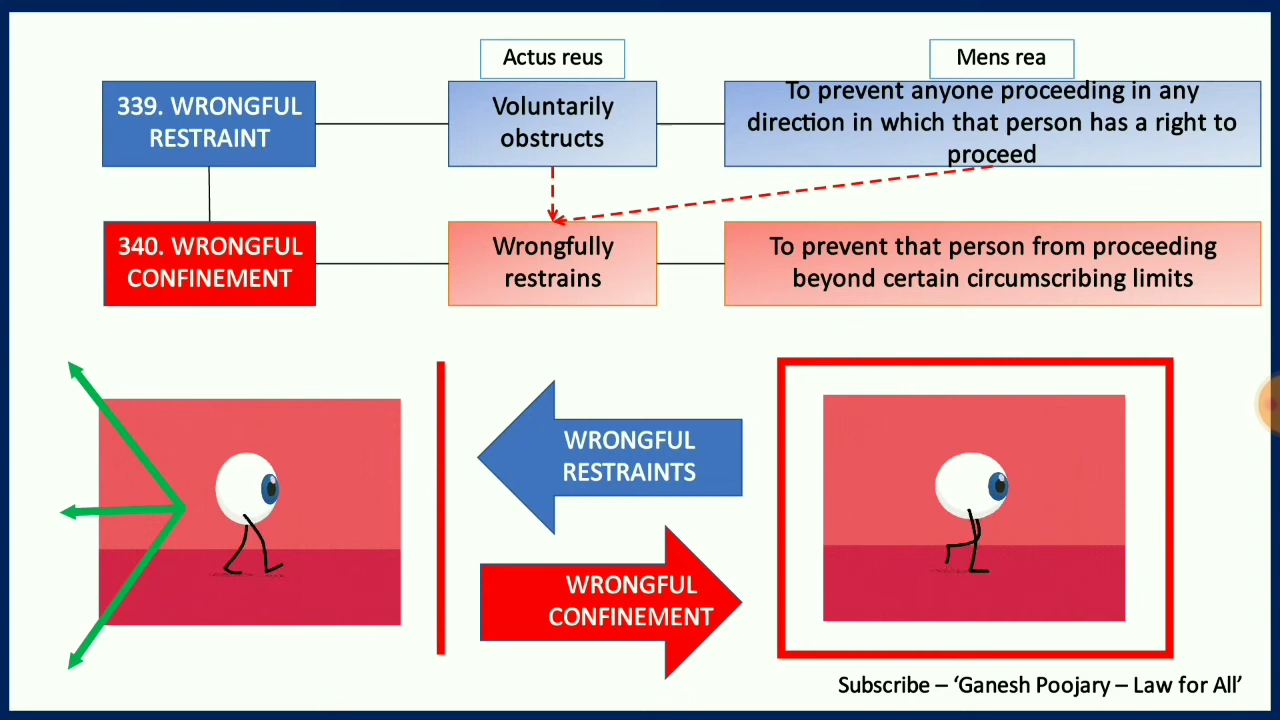 Actus reus
Mens rea
339. WRONGFUL
RESTRAINT
Voluntarily
obstructs
To prevent anyone proceeding in any
direction in which that person has a right to
proceed
340. WRONGFUL
CONFINEMENT
Wrongfully
restrains
To prevent that person from proceeding
beyond certain circumscribing limits
WRONGFUL
RESTRAINTS
WRONGFUL
CONFINEMENT
Subscribe – ‘Ganesh Poojary – Law for All’